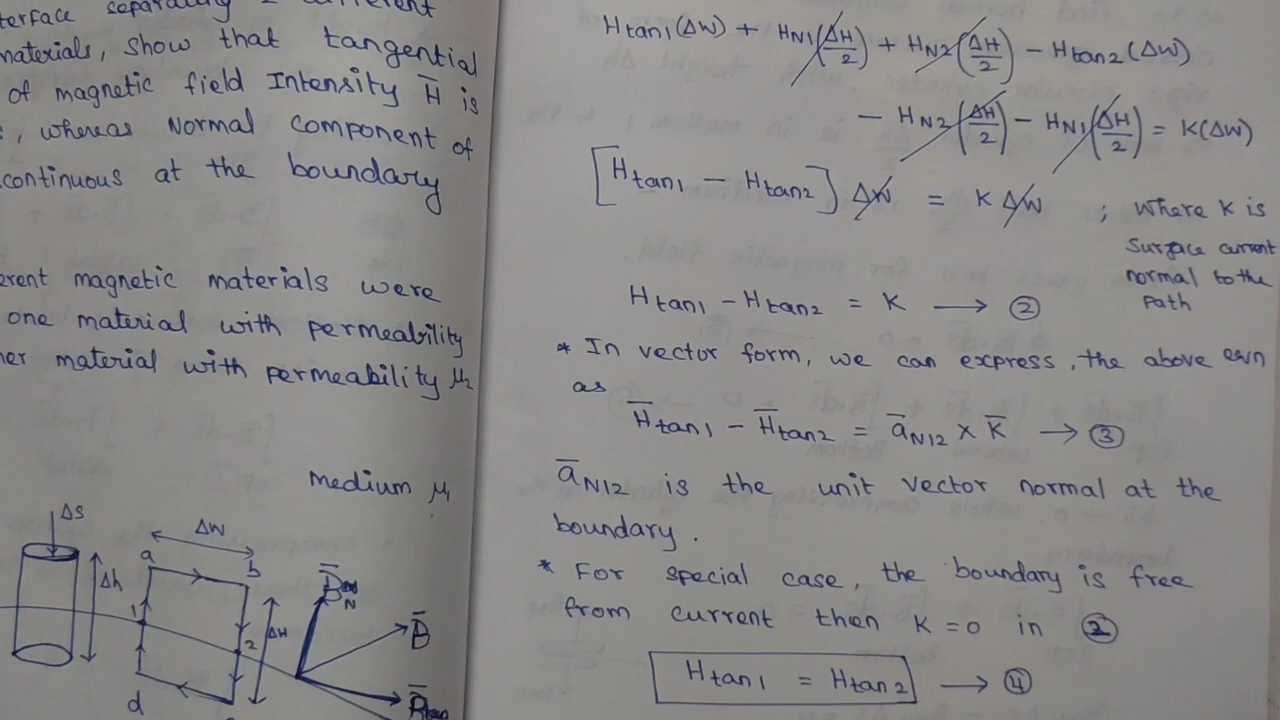 terface separating 2 different
materials, show that tangential
of magnetic field Intensity H̅ is
, whereas Normal component of
continuous at the boundary
erent magnetic materials were
one material with permeability
her material with permeability μ2
medium μ1
ΔS
ΔW
a
b
Δh
1
2
ΔH
B̅N
B̅
d
Htan1 (ΔW) + HN1 (ΔH/2) + HN2 (ΔH/2) - Htan2 (ΔW)
- HN2 (ΔH/2) - HN1 (ΔH/2) = K(ΔW)
[Htan1 - Htan2] ΔW = K ΔW ; where K is
surface current
normal to the
path
Htan1 - Htan2 = K → ②
* In vector form, we can express, the above eqn
as
H̅tan1 - H̅tan2 = a̅N12 × K̅ → ③
a̅N12 is the unit vector normal at the
boundary.
* For special case, the boundary is free
from current then K = 0 in ②
Htan1 = Htan2 → ④